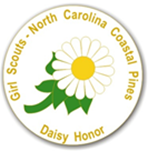 Girl Scouts - North Carolina Coastal Pines
Daisy Honor